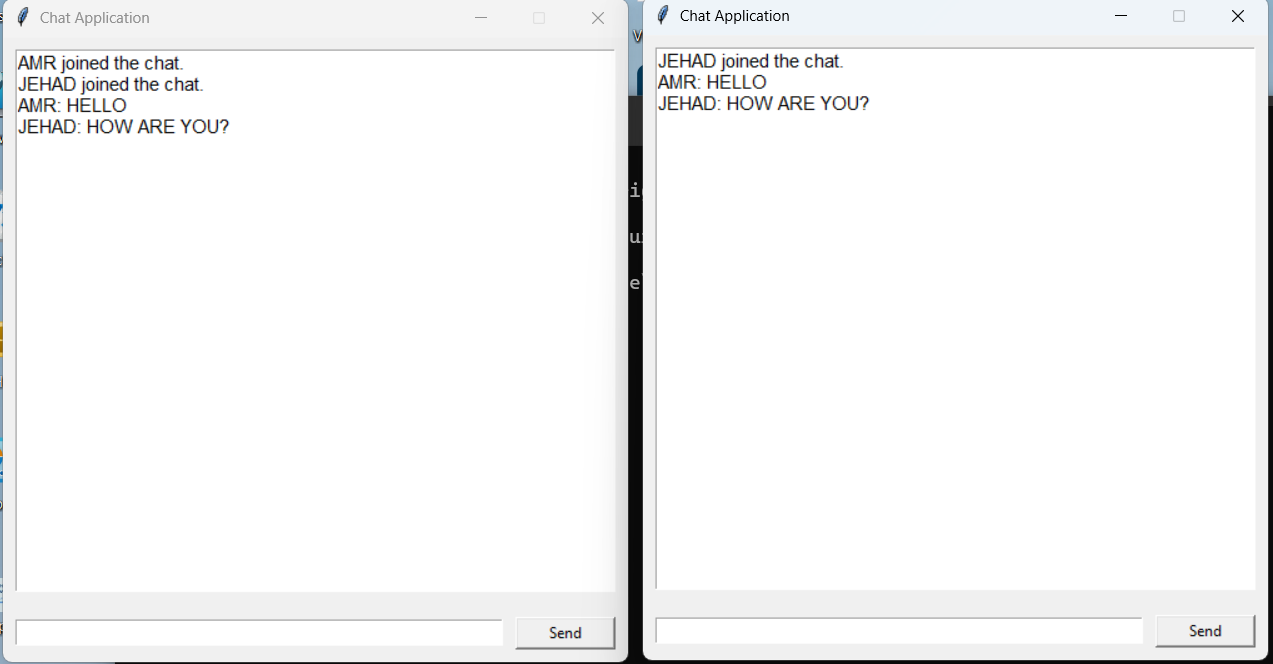 Chat Application
AMR joined the chat.
JEHAD joined the chat.
AMR: HELLO
JEHAD: HOW ARE YOU?
Send
Chat Application
JEHAD joined the chat.
AMR: HELLO
JEHAD: HOW ARE YOU?
Send